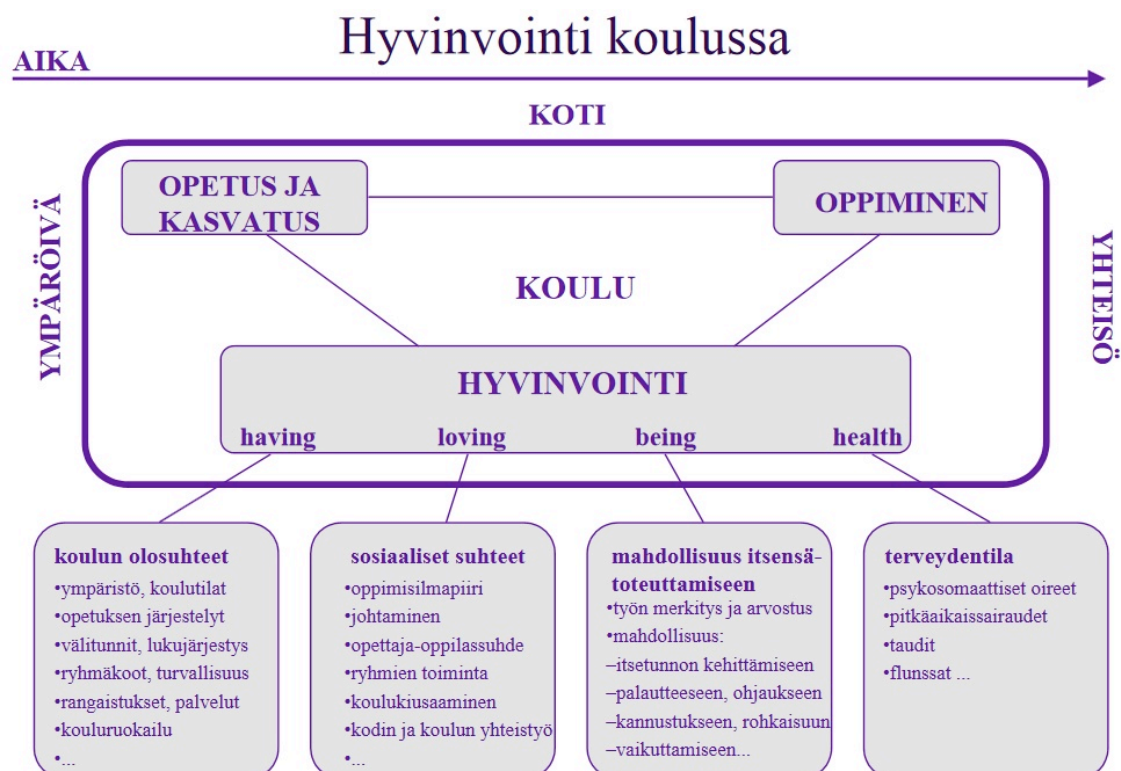 Hyvinvointi koulussa
AIKA
KOTI
YMPÄRÖIVÄ
OPETUS JA
KASVATUS
OPPIMINEN
KOULU
YHTEISÖ
HYVINVOINTI
having loving being health
koulun olosuhteet
•ympäristö, koulutilat
•opetuksen järjestelyt
•välitunnit, lukujärjestys
•ryhmäkoot, turvallisuus
•rangaistukset, palvelut
•kouluruokailu
•...
sosiaaliset suhteet
•oppimisilmapiiri
•johtaminen
•opettaja-oppilassuhde
•ryhmien toiminta
•koulukiusaaminen
•kodin ja koulun yhteistyö
•...
mahdollisuus itsensä-
toteuttamiseen
•työn merkitys ja arvostus
•mahdollisuus:
–itsetunnon kehittämiseen
–palautteeseen, ohjaukseen
–kannustukseen, rohkaisuun
–vaikuttamiseen...
terveydentila
•psykosomaattiset oireet
•pitkäaikaissairaudet
•taudit
•flunssat ...